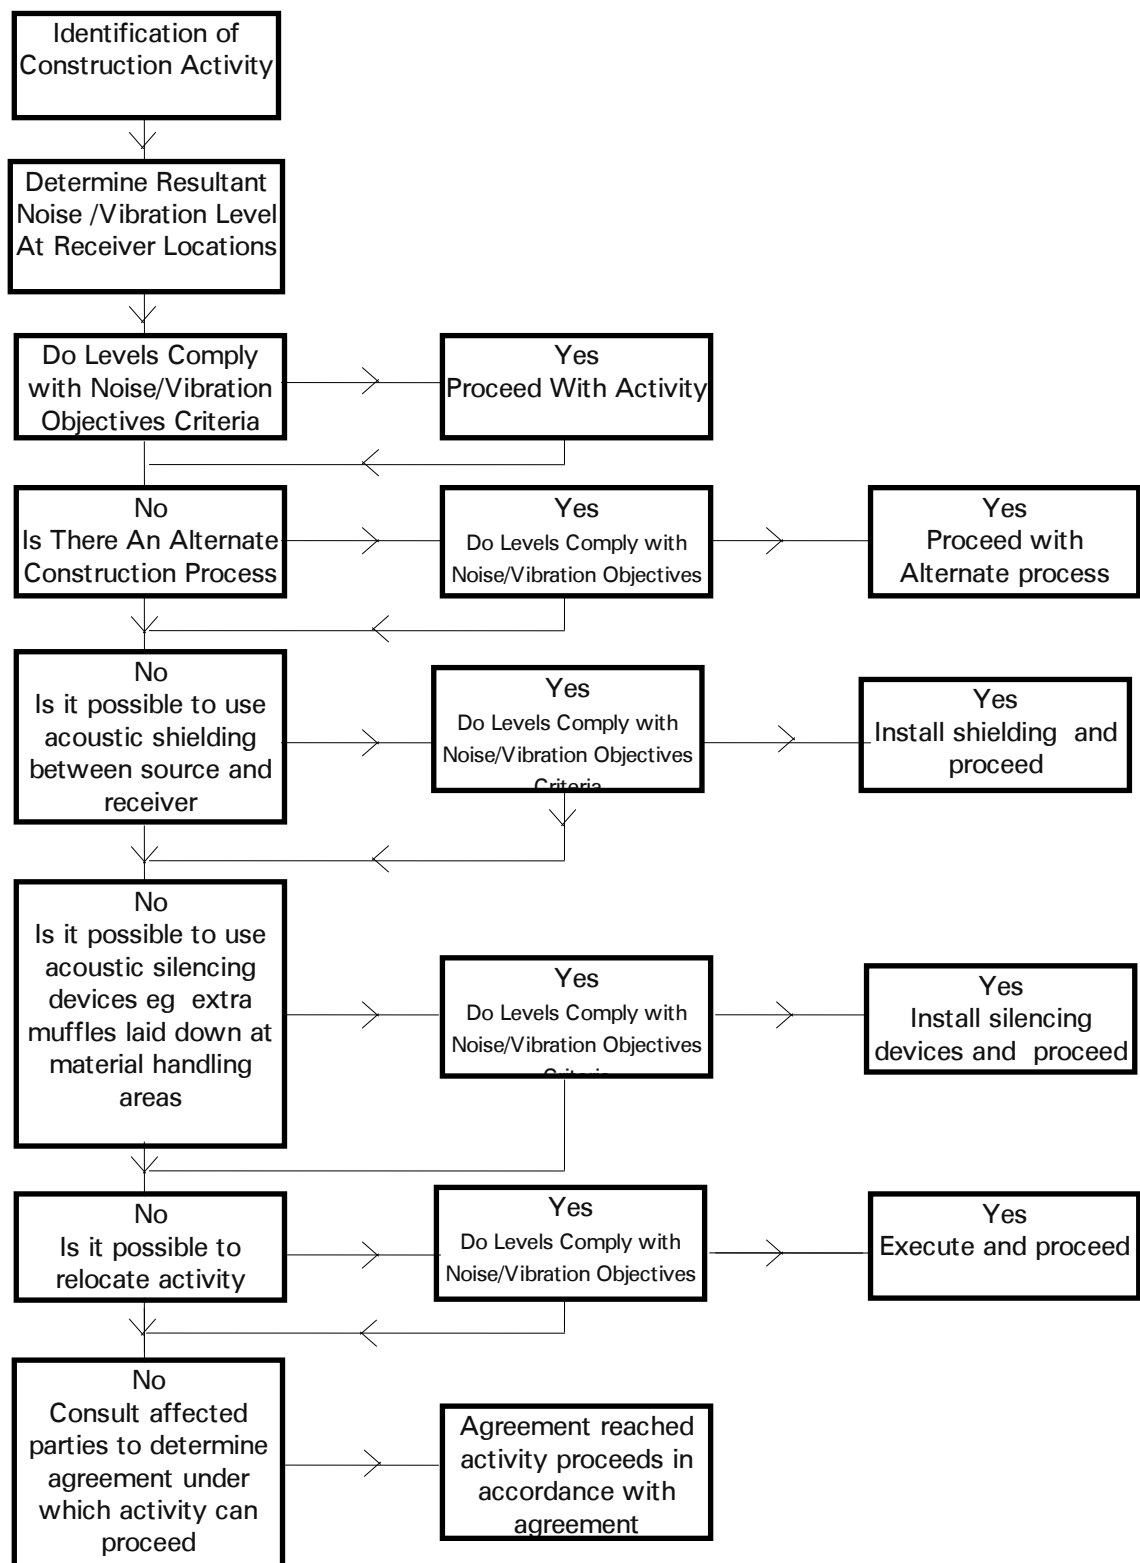 Identification of
Construction Activity
Determine Resultant
Noise /Vibration Level
At Receiver Locations
Do Levels Comply
with Noise/Vibration
Objectives Criteria
Yes
Proceed With Activity
No
Is There An Alternate
Construction Process
Yes
Do Levels Comply with
Noise/Vibration Objectives
Yes
Proceed with
Alternate process
No
Is it possible to use
acoustic shielding
between source and
receiver
Yes
Do Levels Comply with
Noise/Vibration Objectives
Criteria
Yes
Install shielding and
proceed
No
Is it possible to use
acoustic silencing
devices eg extra
muffles laid down at
material handling
areas
Yes
Do Levels Comply with
Noise/Vibration Objectives
Criteria
Yes
Install silencing
devices and proceed
No
Is it possible to
relocate activity
Yes
Do Levels Comply with
Noise/Vibration Objectives
Yes
Execute and proceed
No
Consult affected
parties to determine
agreement under
which activity can
proceed
Agreement reached
activity proceeds in
accordance with
agreement